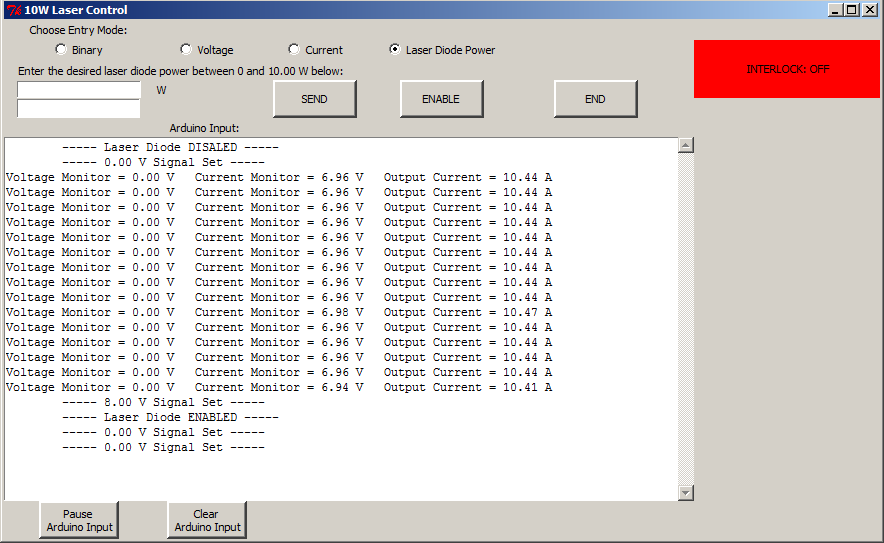 10W Laser Control
Choose Entry Mode:
Binary Voltage Current Laser Diode Power
INTERLOCK: OFF
Enter the desired laser diode power between 0 and 10.00 W below:
W
SEND ENABLE END
Arduino Input:
----- Laser Diode DISALED -----
----- 0.00 V Signal Set -----
Voltage Monitor = 0.00 V Current Monitor = 6.96 V Output Current = 10.44 A
Voltage Monitor = 0.00 V Current Monitor = 6.96 V Output Current = 10.44 A
Voltage Monitor = 0.00 V Current Monitor = 6.96 V Output Current = 10.44 A
Voltage Monitor = 0.00 V Current Monitor = 6.96 V Output Current = 10.44 A
Voltage Monitor = 0.00 V Current Monitor = 6.96 V Output Current = 10.44 A
Voltage Monitor = 0.00 V Current Monitor = 6.96 V Output Current = 10.44 A
Voltage Monitor = 0.00 V Current Monitor = 6.96 V Output Current = 10.44 A
Voltage Monitor = 0.00 V Current Monitor = 6.96 V Output Current = 10.44 A
Voltage Monitor = 0.00 V Current Monitor = 6.96 V Output Current = 10.44 A
Voltage Monitor = 0.00 V Current Monitor = 6.98 V Output Current = 10.47 A
Voltage Monitor = 0.00 V Current Monitor = 6.96 V Output Current = 10.44 A
Voltage Monitor = 0.00 V Current Monitor = 6.96 V Output Current = 10.44 A
Voltage Monitor = 0.00 V Current Monitor = 6.96 V Output Current = 10.44 A
Voltage Monitor = 0.00 V Current Monitor = 6.96 V Output Current = 10.44 A
Voltage Monitor = 0.00 V Current Monitor = 6.94 V Output Current = 10.41 A
----- 8.00 V Signal Set -----
----- Laser Diode ENABLED -----
----- 0.00 V Signal Set -----
----- 0.00 V Signal Set -----
Pause
Arduino Input
Clear
Arduino Input